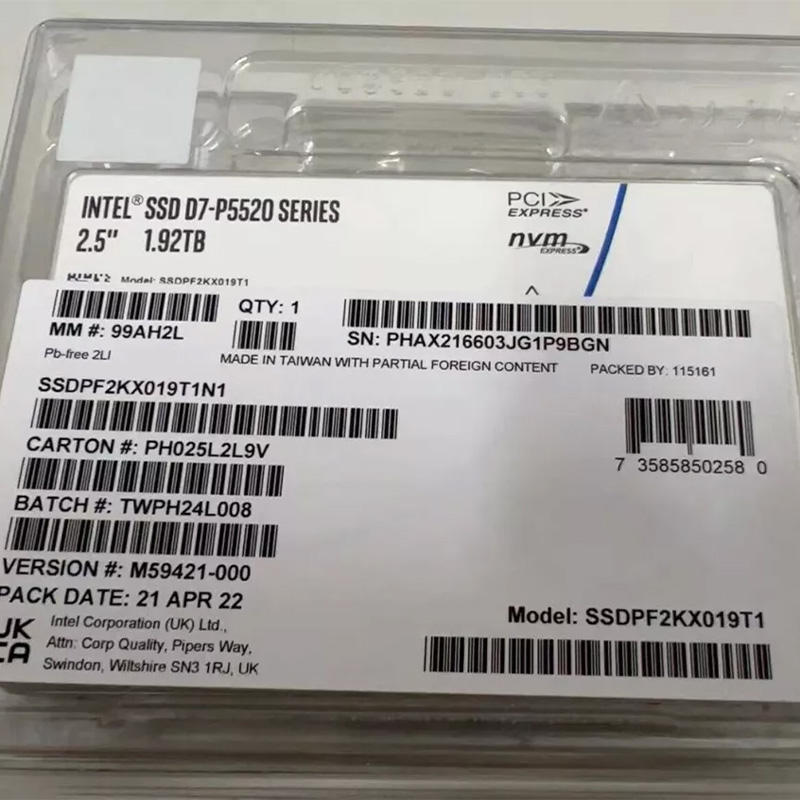 INTEL® SSD D7-P5520 SERIES
2.5" 1.92TB
PCI
EXPRESS®
nvm
EXPRESS®
Model: SSDPF2KX019T1
MM #: 99AH2L
QTY: 1
SN: PHAX216603JG1P9BGN
Pb-free 2LI
MADE IN TAIWAN WITH PARTIAL FOREIGN CONTENT
PACKED BY: 115161
SSDPF2KX019T1N1
CARTON #: PH025L2L9V
7 3585850258 0
BATCH #: TWPH24L008
VERSION #: M59421-000
PACK DATE: 21 APR 22
UK
CA
Intel Corporation (UK) Ltd.,
Attn: Corp Quality, Pipers Way,
Swindon, Wiltshire SN3 1RJ, UK
Model: SSDPF2KX019T1